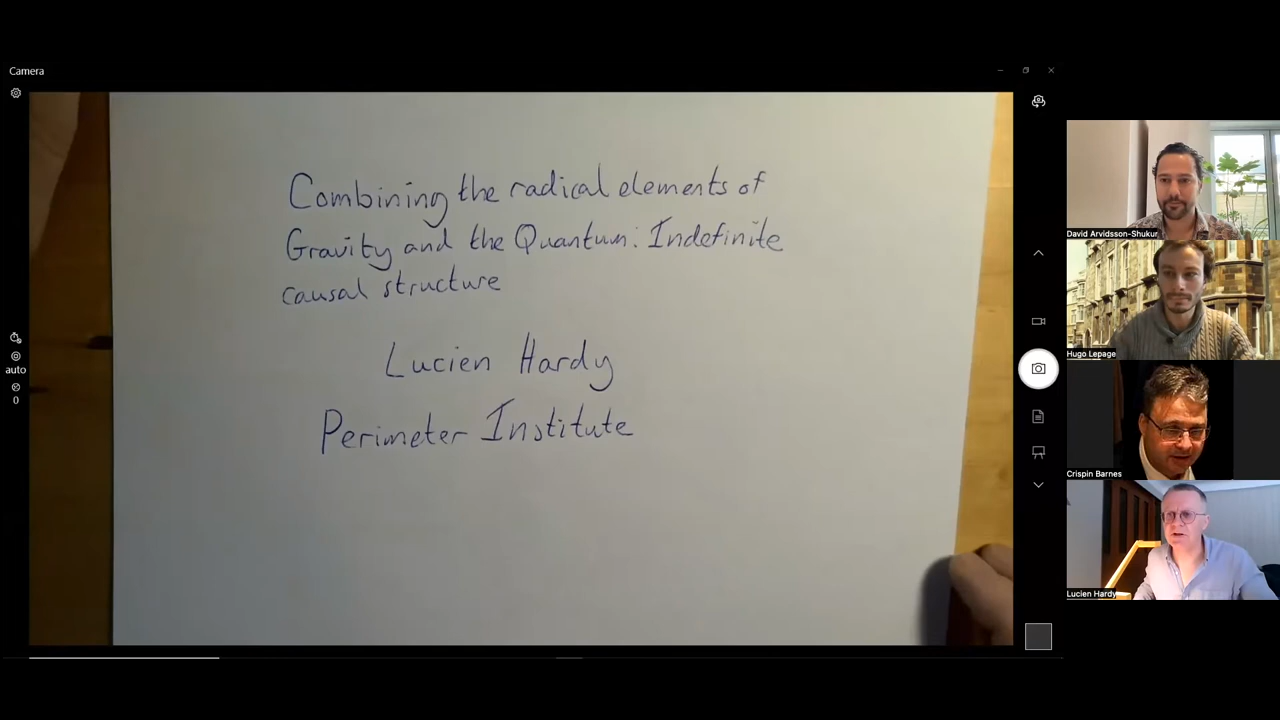 Camera
Combining the radical elements of
Gravity and the Quantum: Indefinite
causal structure
Lucien Hardy
Perimeter Institute
auto
0
David Arvidsson-Shukur
Hugo Lepage
Crispin Barnes
Lucien Hardy